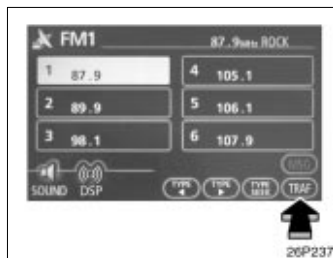 FM1
87.9MHz ROCK
1 87.9
4 105.1
2 89.9
5 106.1
3 98.1
6 107.9
MSG
SOUND DSP TYPE TYPE TYPE SEEK TRAF
26P237